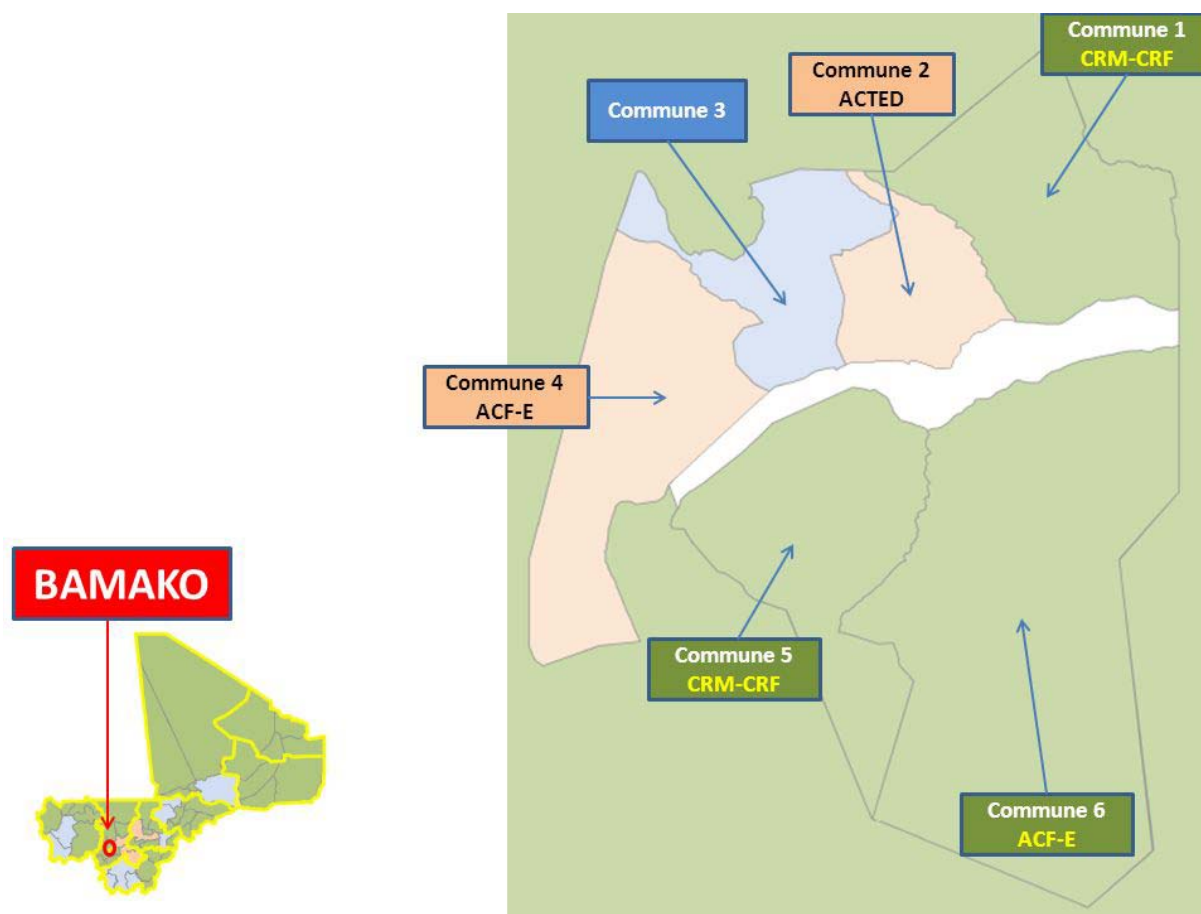 Commune 1
CRM-CRF
Commune 2
ACTED
Commune 3
Commune 4
ACF-E
BAMAKO
Commune 5
CRM-CRF
Commune 6
ACF-E